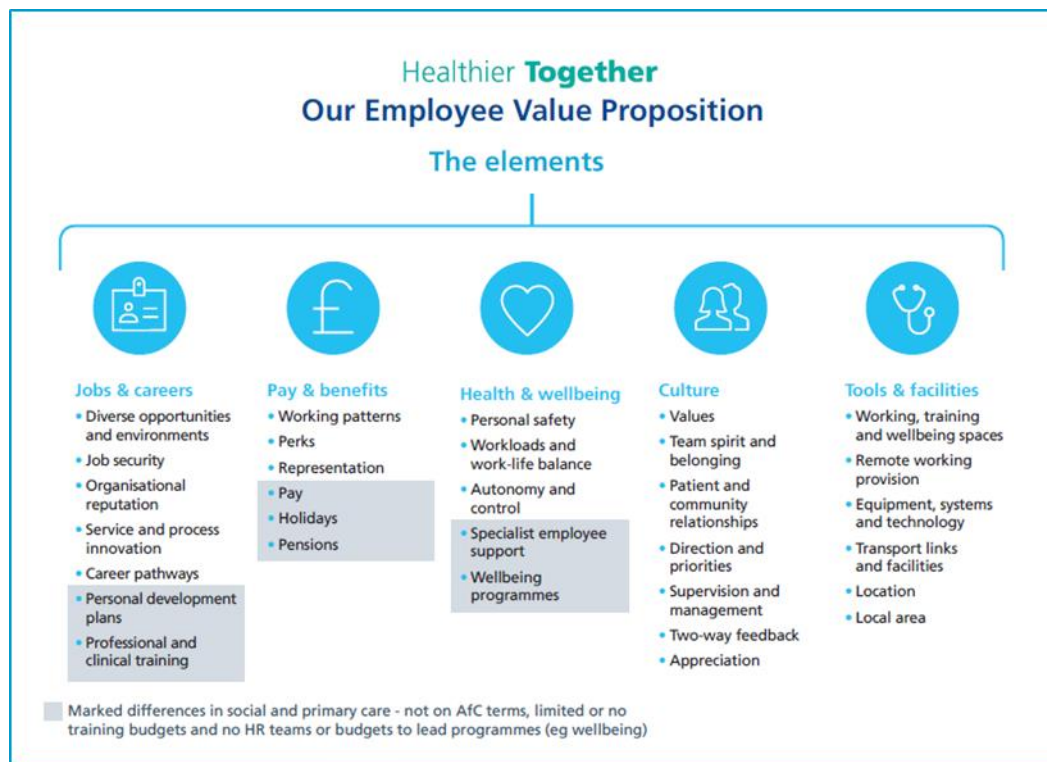 Healthier Together
Our Employee Value Proposition
The elements
Jobs & careers
• Diverse opportunities
and environments
• Job security
• Organisational
reputation
• Service and process
innovation
• Career pathways
• Personal development
plans
• Professional and
clinical training
Pay & benefits
• Working patterns
• Perks
• Representation
• Pay
• Holidays
• Pensions
Health & wellbeing
• Personal safety
• Workloads and
work-life balance
• Autonomy and
control
• Specialist employee
support
• Wellbeing
programmes
Culture
• Values
• Team spirit and
belonging
• Patient and
community
relationships
• Direction and
priorities
• Supervision and
management
• Two-way feedback
• Appreciation
Tools & facilities
• Working, training
and wellbeing spaces
• Remote working
provision
• Equipment, systems
and technology
• Transport links
and facilities
• Location
• Local area
Marked differences in social and primary care - not on AfC terms, limited or no
training budgets and no HR teams or budgets to lead programmes (eg wellbeing)